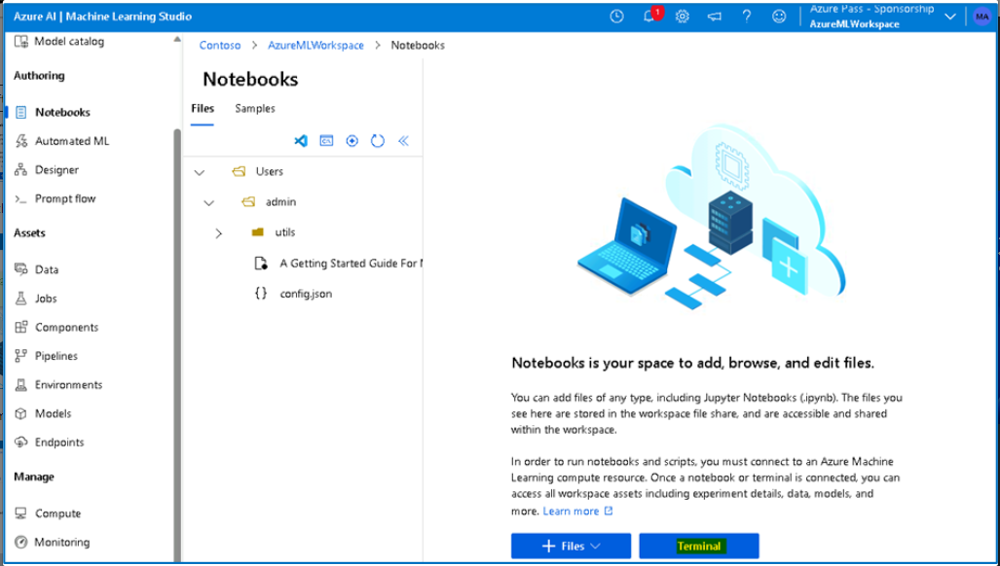 Azure AI | Machine Learning Studio
1
Azure Pass - Sponsorship
AzureMLWorkspace
MA
Model catalog
Authoring
Notebooks
Automated ML
Designer
Prompt flow
Assets
Data
Jobs
Components
Pipelines
Environments
Models
Endpoints
Manage
Compute
Monitoring
Contoso > AzureMLWorkspace > Notebooks
Notebooks
Files Samples
Users
admin
utils
A Getting Started Guide For
config.json
Notebooks is your space to add, browse, and edit files.
You can add files of any type, including Jupyter Notebooks (.ipynb). The files you
see here are stored in the workspace file share, and are accessible and shared
within the workspace.
In order to run notebooks and scripts, you must connect to an Azure Machine
Learning compute resource. Once a notebook or terminal is connected, you can
access all workspace assets including experiment details, data, models, and
more. Learn more
+ Files
Terminal